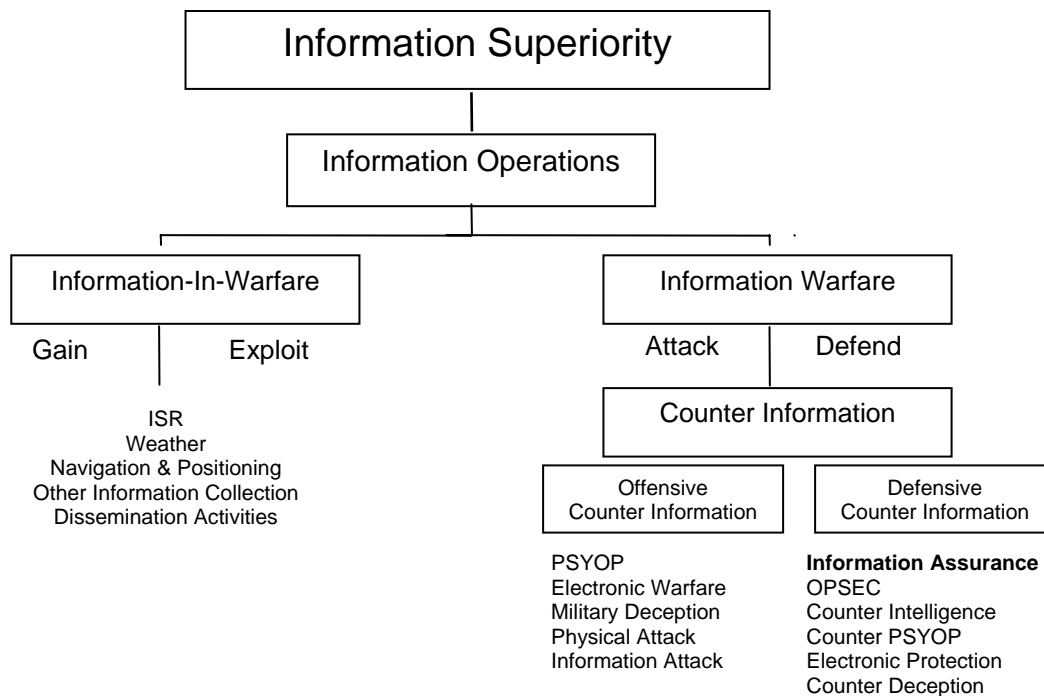 Information Superiority
Information Operations
Information-In-Warfare
Gain Exploit
ISR
Weather
Navigation & Positioning
Other Information Collection
Dissemination Activities
Information Warfare
Attack Defend
Counter Information
Offensive
Counter Information
PSYOP
Electronic Warfare
Military Deception
Physical Attack
Information Attack
Defensive
Counter Information
Information Assurance
OPSEC
Counter Intelligence
Counter PSYOP
Electronic Protection
Counter Deception